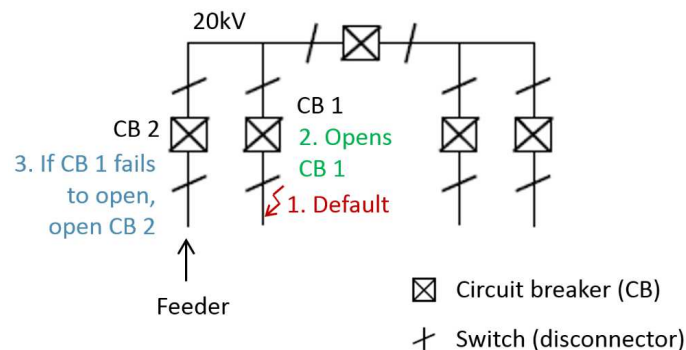 20kV
CB 1
CB 2
2. Opens
CB 1
3. If CB 1 fails
to open,
open CB 2
1. Default
Feeder
Circuit breaker (CB)
Switch (disconnector)